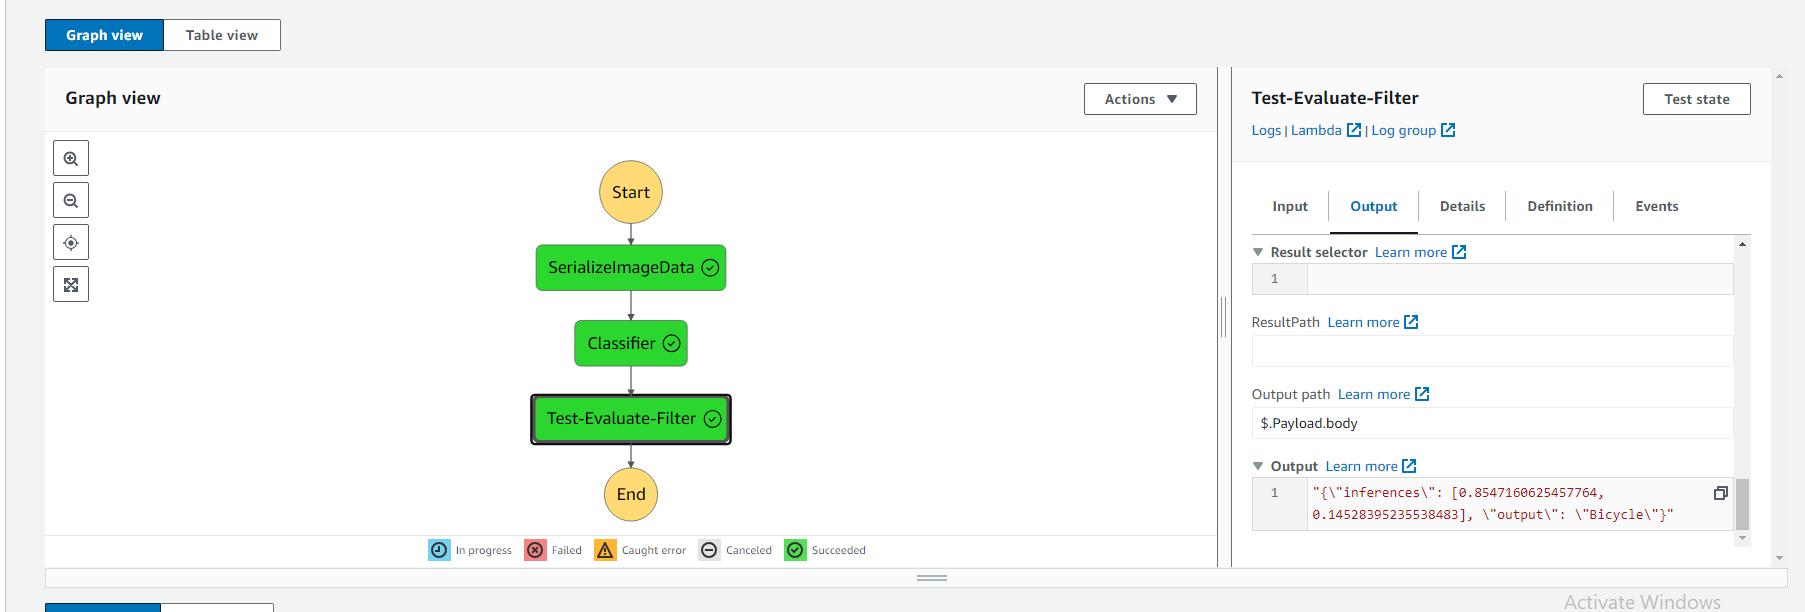 Graph view Table view
Graph view
Actions
Start
SerializeImageData
Classifier
Test-Evaluate-Filter
End
In progress Failed Caught error Canceled Succeeded
Test-Evaluate-Filter
Test state
Logs | Lambda | Log group
Input Output Details Definition Events
Result selector Learn more
1
ResultPath Learn more
Output path Learn more
$.Payload.body
Output Learn more
1 "{\"inferences\": [0.8547160625457764,
0.14528395235538483], \"output\": \"Bicycle\"}"
Activate Windows